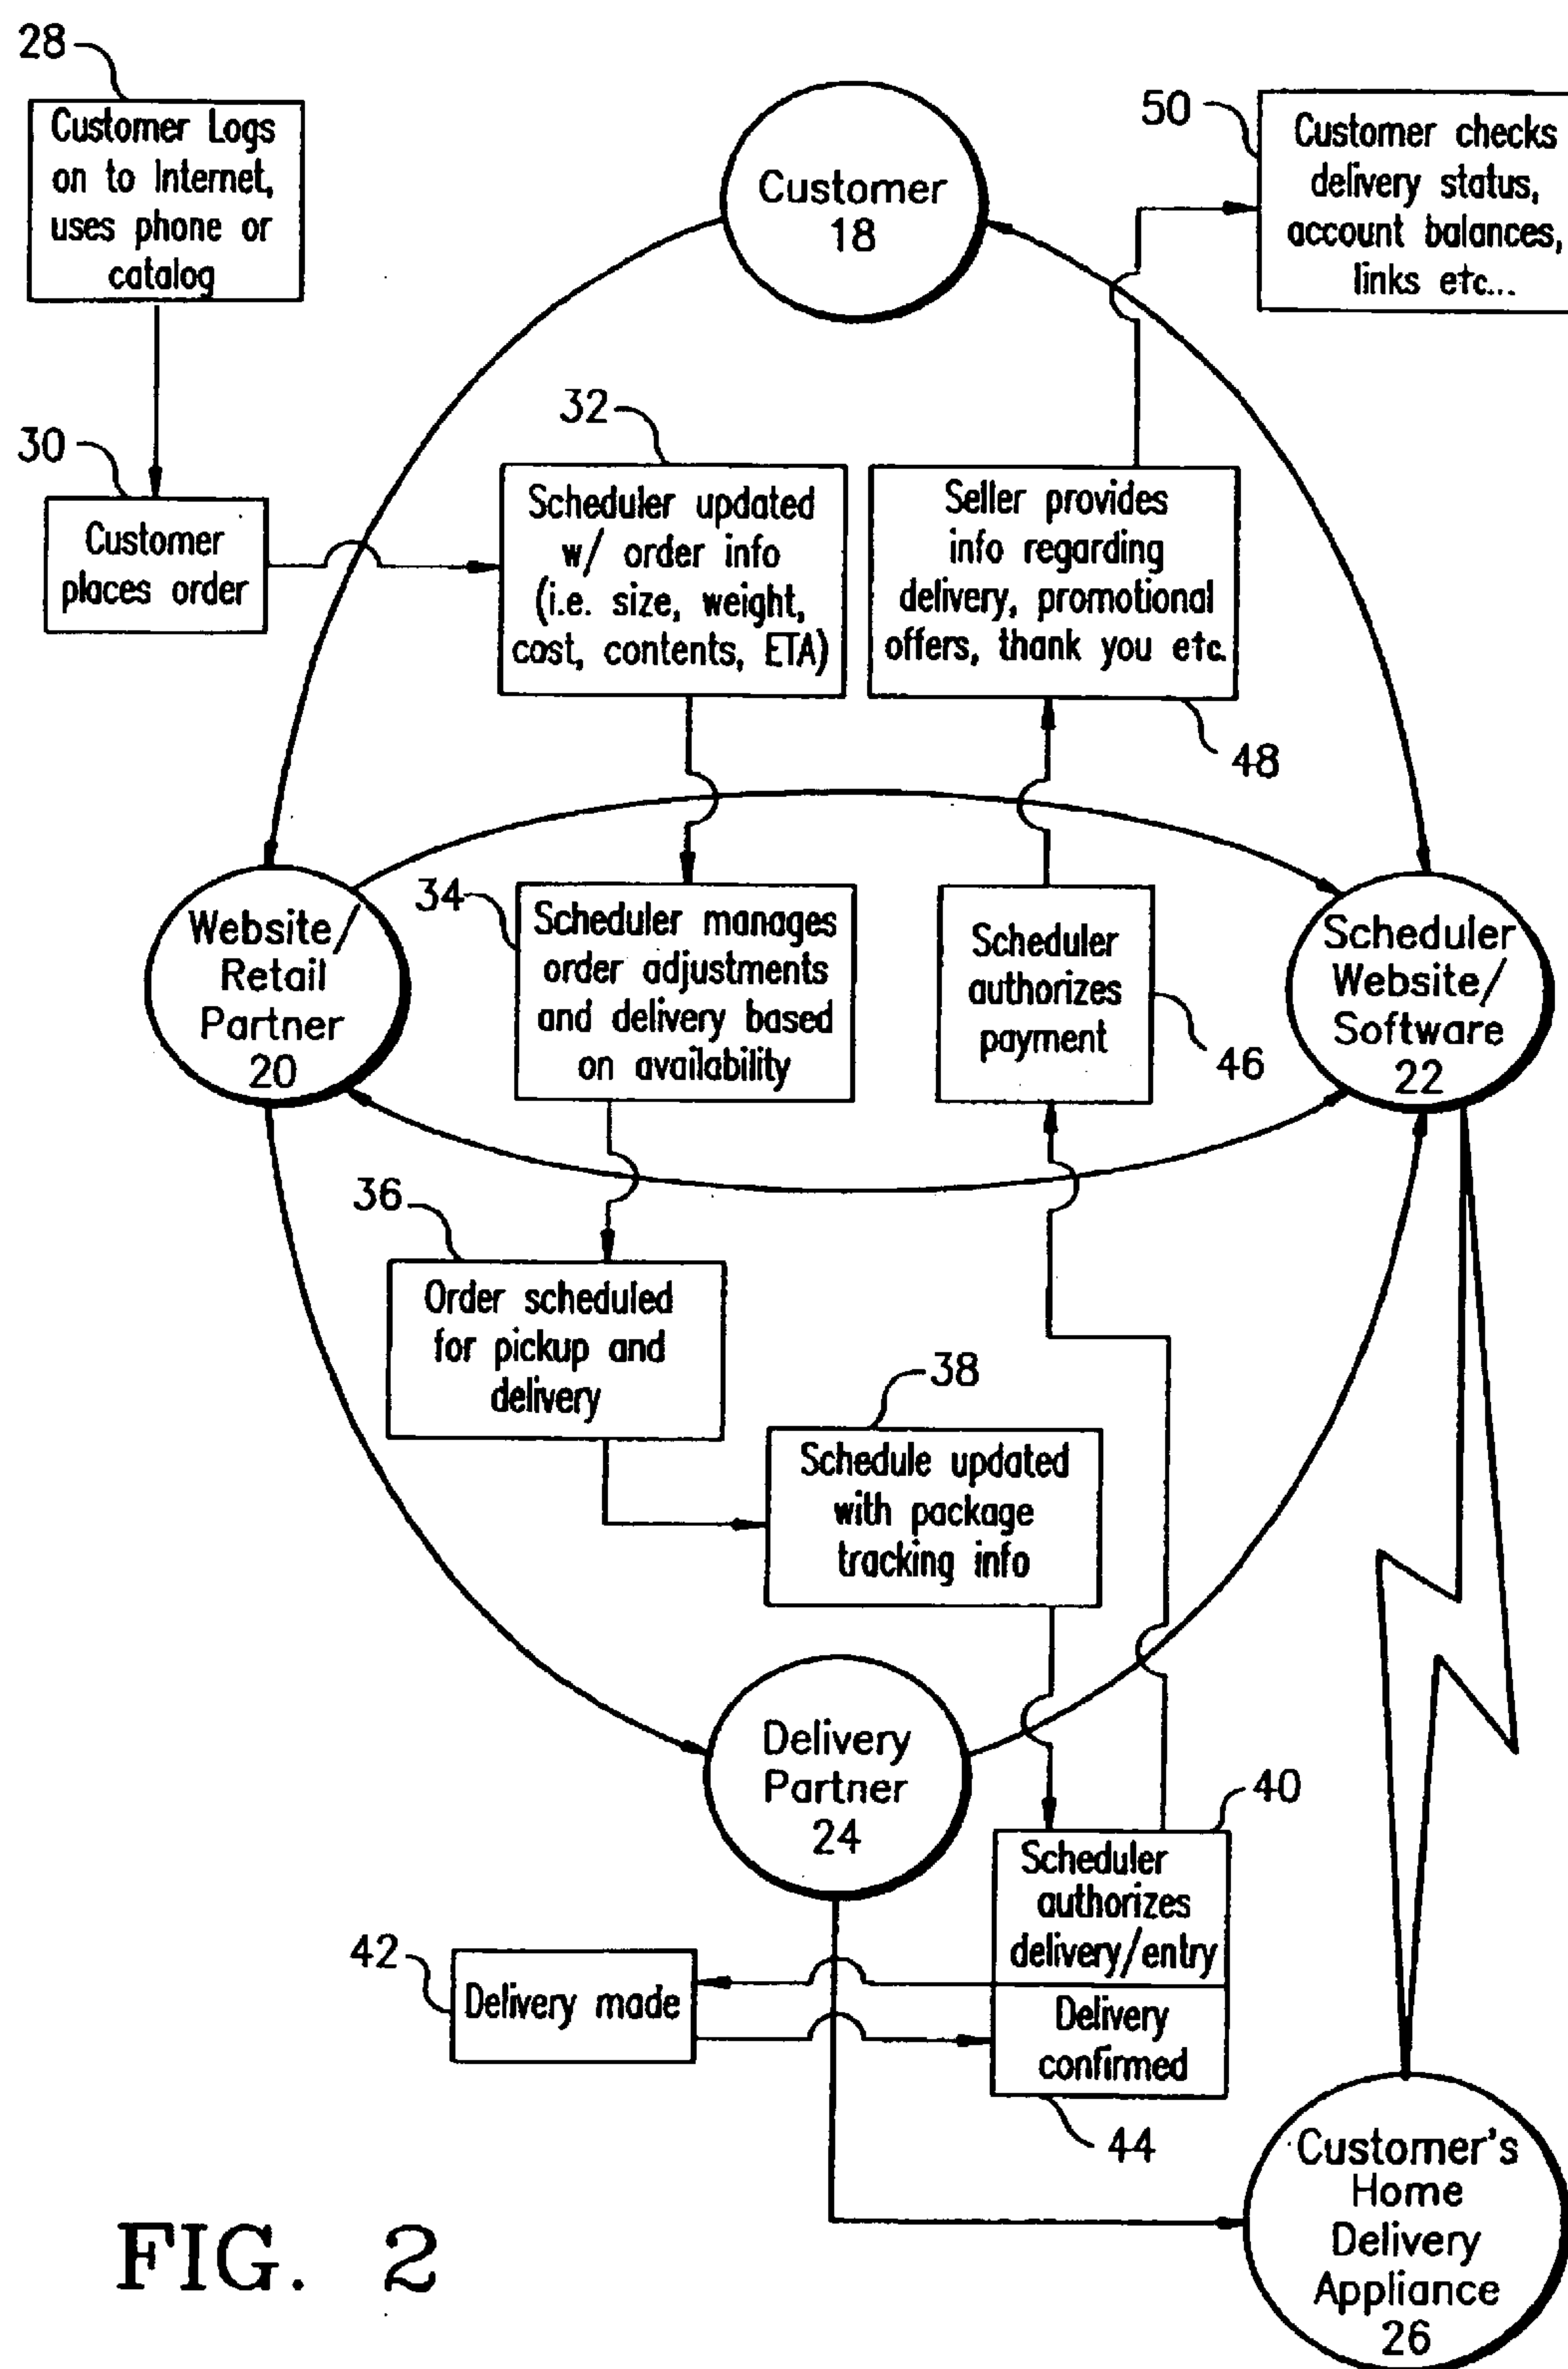 28
Customer Logs
on to Internet,
uses phone or
catalog
Customer
18
50
Customer checks
delivery status,
account balances,
links etc...
30
Customer
places order
32
Scheduler updated
w/ order info
(i.e. size, weight,
cost, contents, ETA)
Seller provides
info regarding
delivery, promotional
offers, thank you etc.
48
Website/
Retail
Partner
20
34
Scheduler manages
order adjustments
and delivery based
on availability
Scheduler
authorizes
payment
46
Scheduler
Website/
Software
22
36
Order scheduled
for pickup and
delivery
38
Schedule updated
with package
tracking info
Delivery
Partner
24
40
Scheduler
authorizes
delivery/entry
42
Delivery made
Delivery
confirmed
44
Customer's
Home
Delivery
Appliance
26
FIG. 2